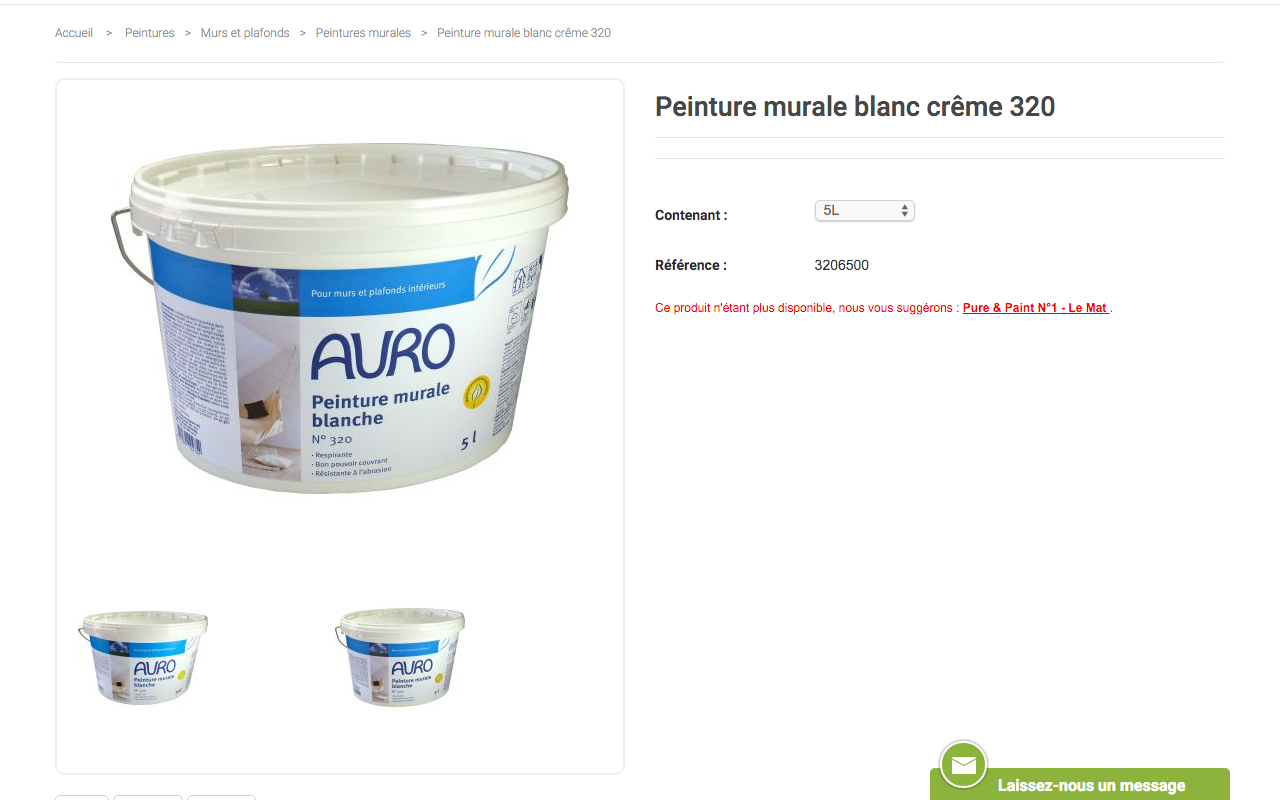 Accueil > Peintures > Murs et plafonds > Peintures murales > Peinture murale blanc crême 320
Peinture murale blanc crême 320
Contenant : 5L
Référence : 3206500
Ce produit n'étant plus disponible, nous vous suggérons : Pure & Paint N°1 - Le Mat .
Pour murs et plafonds intérieurs
AURO
Peinture murale
blanche
N° 320
5 l
· Respirante
· Bon pouvoir couvrant
· Résistante à l'abrasion
AURO
Peinture murale
blanche
AURO
Peinture murale
blanche
Laissez-nous un message